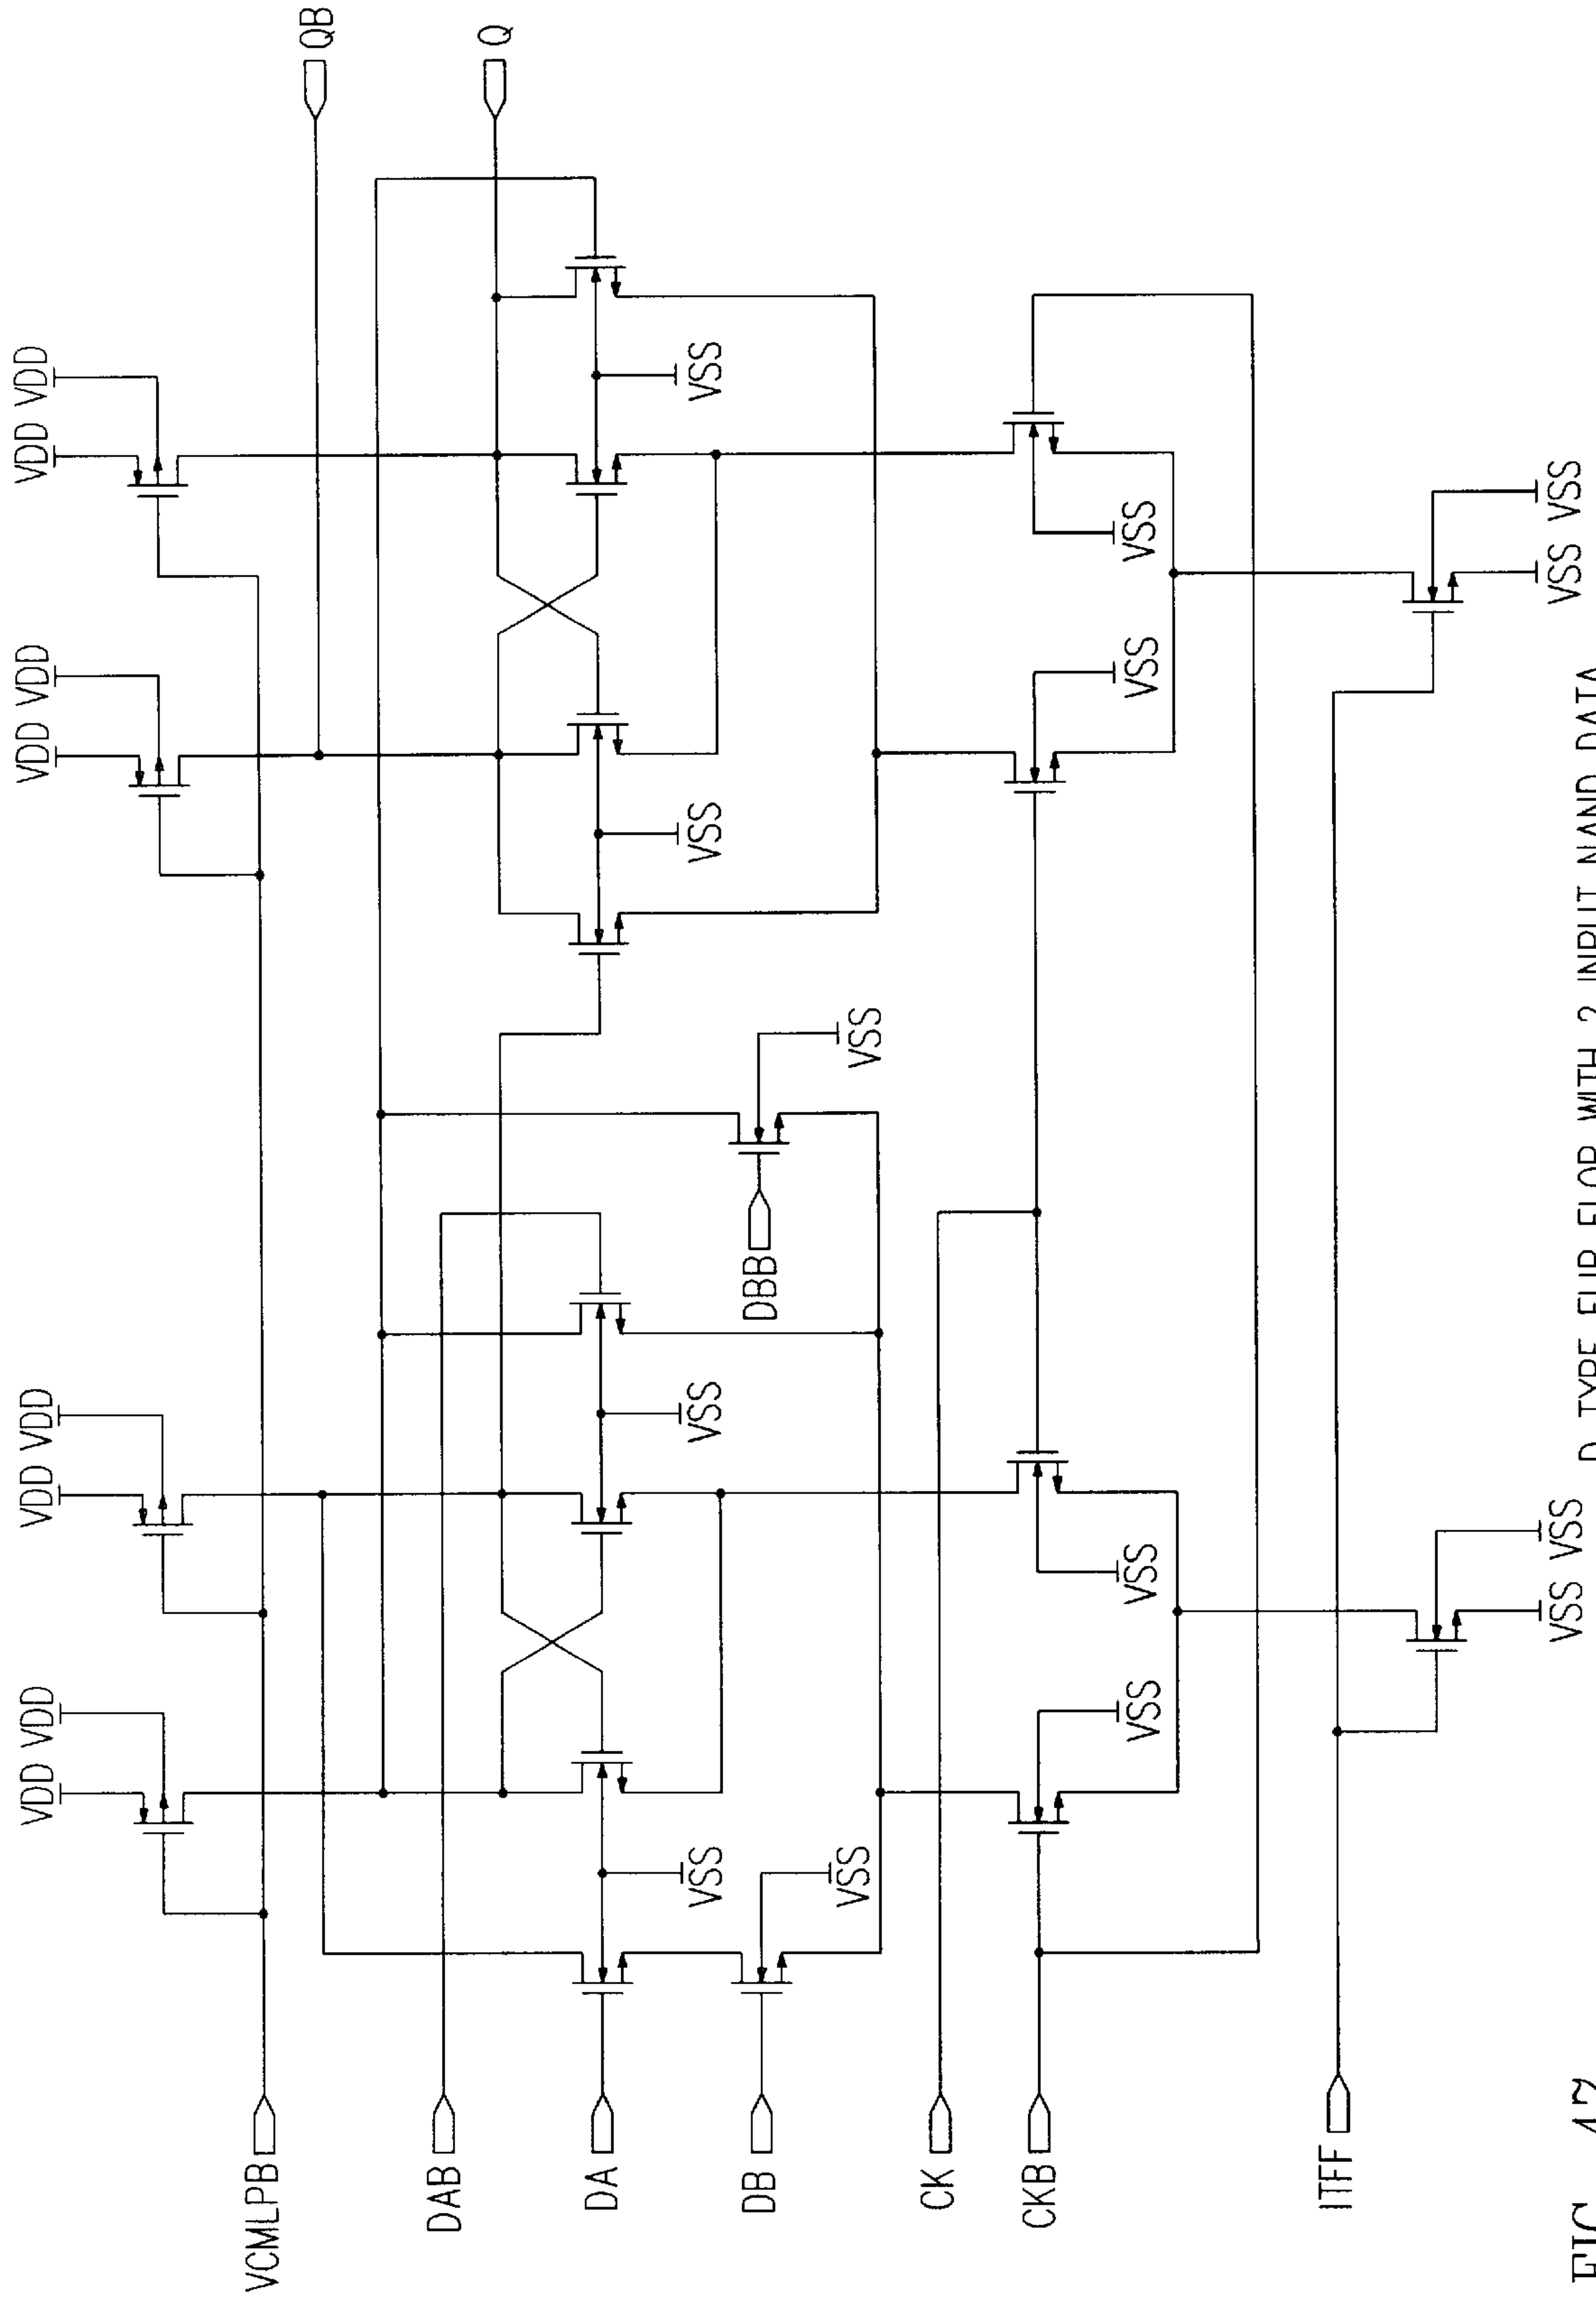 VDD VDD
VDD VDD
VDD VDD
VDD VDD
VCMLPB
QB
DAB
Q
DA
VSS
VSS
VSS
VSS
DB
VSS
DBB
VSS
CK
CKB
VSS
VSS
VSS
VSS
ITFF
VSS VSS
VSS VSS
D TYPE FLIP FLOP WITH 2 INPUT NAND DATA
FIG.